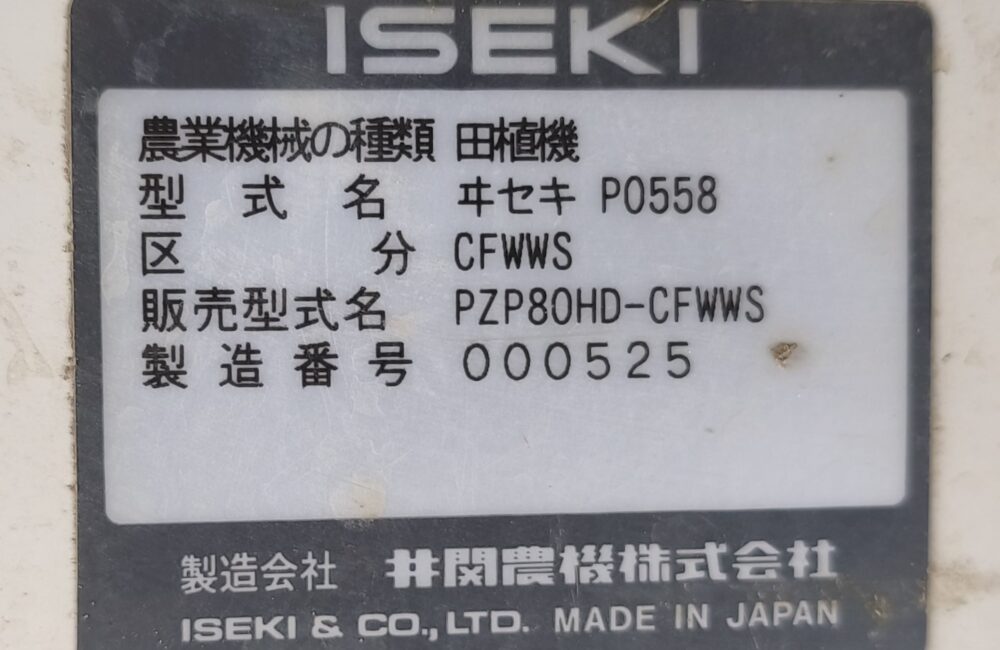 ISEKI
農業機械の種類 田植機
型式名 ヰセキ P0558
区分 CFWWS
販売型式名 PZP80HD-CFWWS
製造番号 000525
製造会社 井関農機株式会社
ISEKI & CO., LTD. MADE IN JAPAN